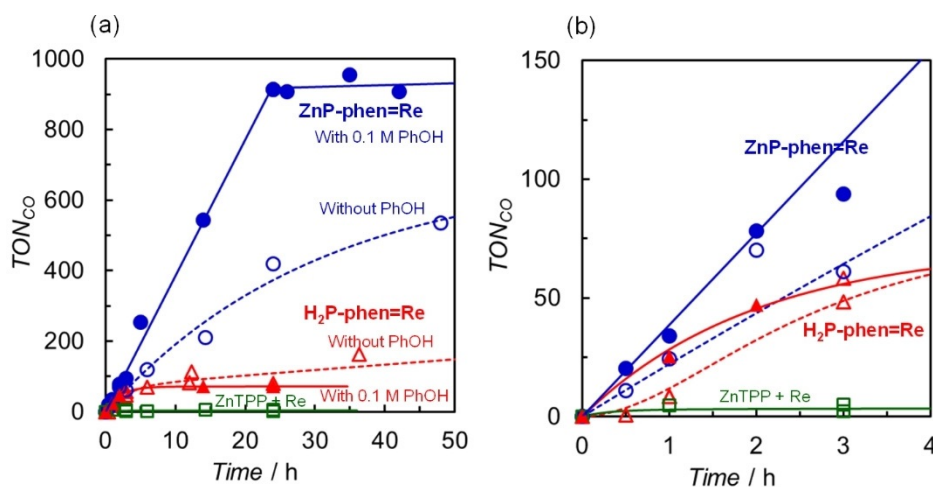 (a)
1000
800
600
400
200
0
TON_CO
ZnP-phen=Re
With 0.1 M PhOH
Without PhOH
H₂P-phen=Re
Without PhOH
With 0.1 M PhOH
ZnTPP + Re
0 10 20 30 40 50
Time / h
(b)
150
100
50
0
TON_CO
ZnP-phen=Re
H₂P-phen=Re
ZnTPP + Re
0 1 2 3 4
Time / h